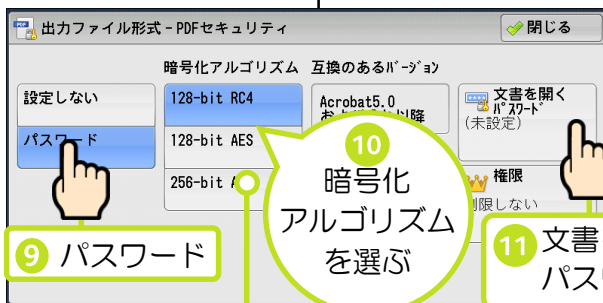 出力ファイル形式 - PDFセキュリティ
閉じる
暗号化アルゴリズム 互換のあるバージョン
設定しない
パスワード
128-bit RC4
128-bit AES
256-bit
Acrobat5.0
以降
文書を開く
パスワード
(未設定)
権限
限しない
⑨ パスワード
⑩
暗号化
アルゴリズム
を選ぶ
⑪ 文書
パス